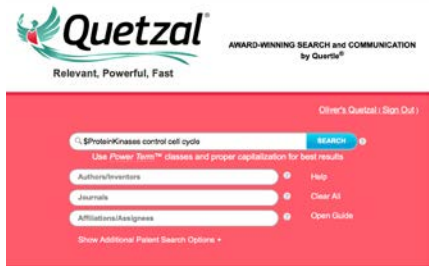 Quetzal®
Relevant, Powerful, Fast
AWARD-WINNING SEARCH and COMMUNICATION
by Quertle®
Oliver's Quetzal ( Sign Out )
$ProteinKinases control cell cycle
SEARCH
Use Power Term™ classes and proper capitalization for best results
Authors/Inventors
Help
Journals
Clear All
Affiliations/Assignees
Open Guide
Show Additional Patent Search Options